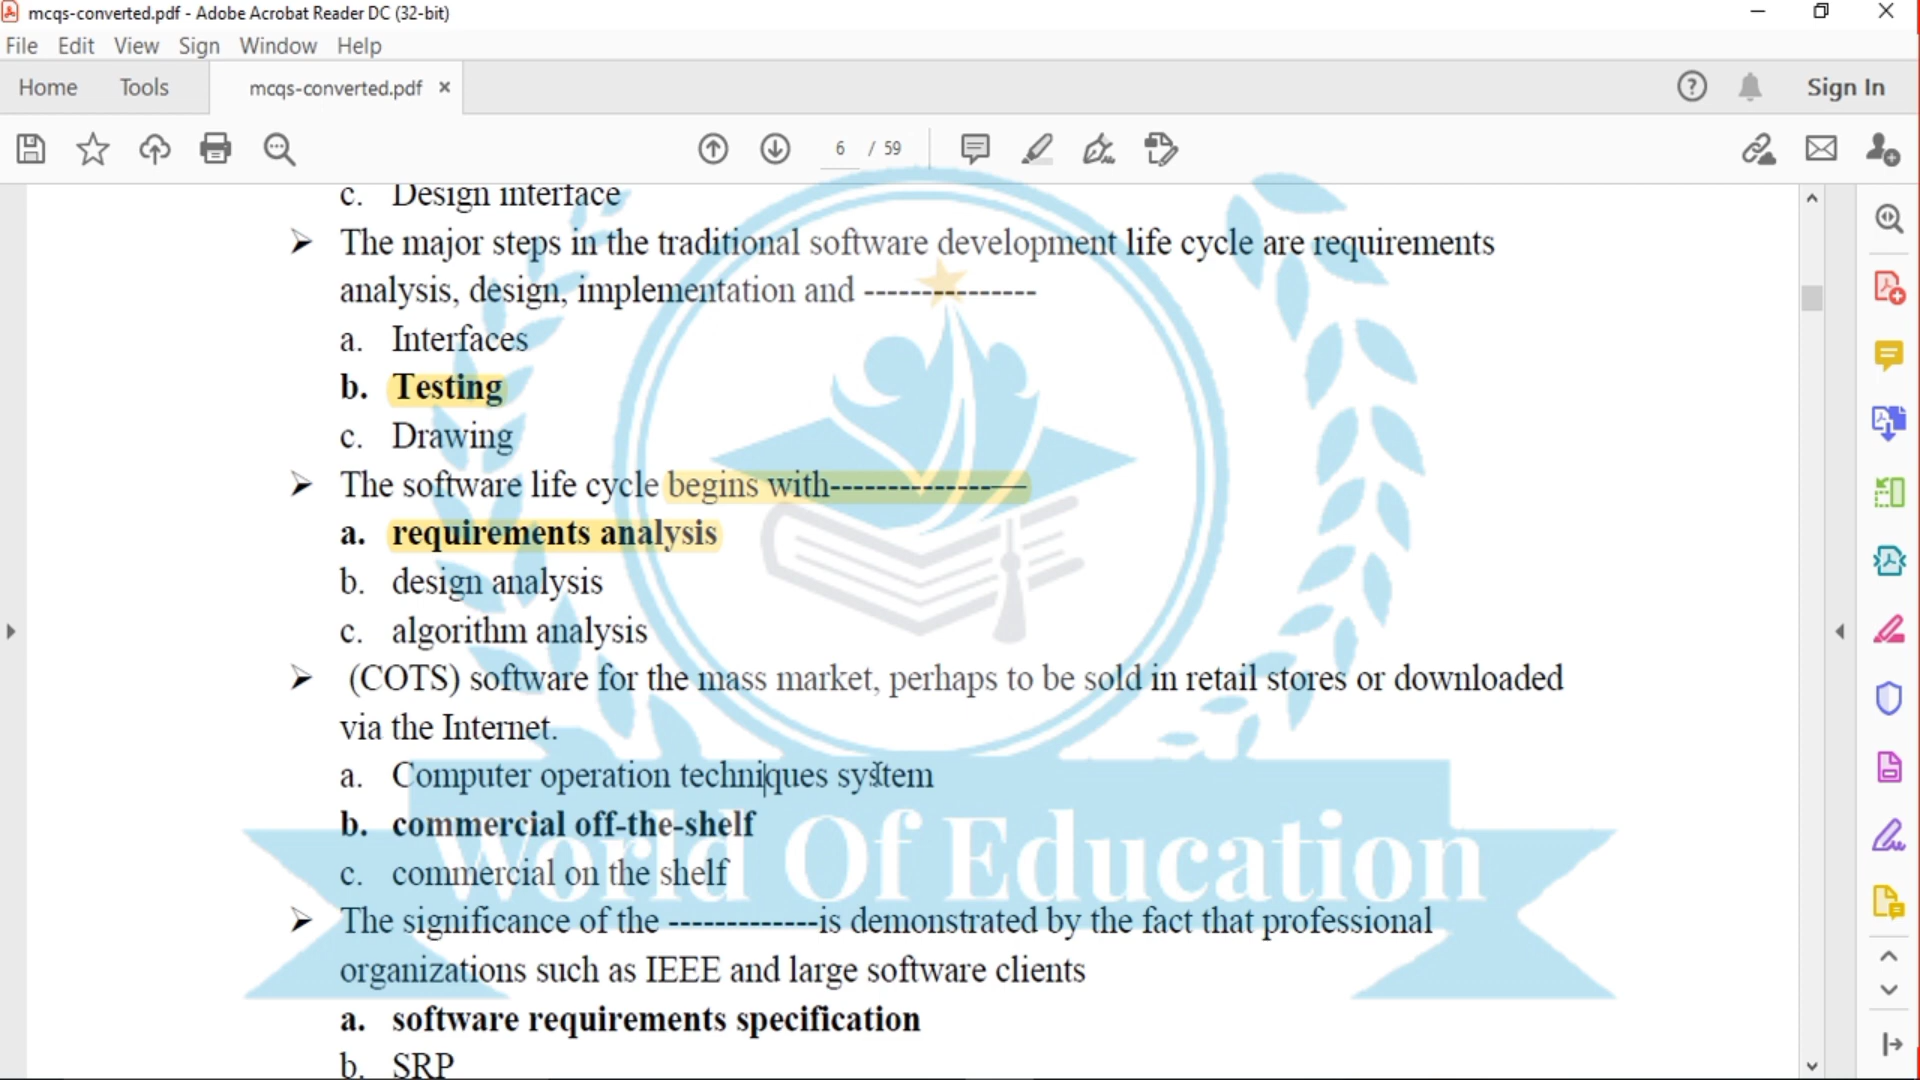 mcqs-converted.pdf - Adobe Acrobat Reader DC (32-bit)
File Edit View Sign Window Help
Home Tools mcqs-converted.pdf × Sign In
6 / 59
c. Design interface
➢ The major steps in the traditional software development life cycle are requirements
analysis, design, implementation and ---------------
a. Interfaces
b. Testing
c. Drawing
➢ The software life cycle begins with----------------
a. requirements analysis
b. design analysis
c. algorithm analysis
➢ (COTS) software for the mass market, perhaps to be sold in retail stores or downloaded
via the Internet.
a. Computer operation techniques system
b. commercial off-the-shelf
World Of Education
c. commercial on the shelf
➢ The significance of the -------------is demonstrated by the fact that professional
organizations such as IEEE and large software clients
a. software requirements specification
b. SRP